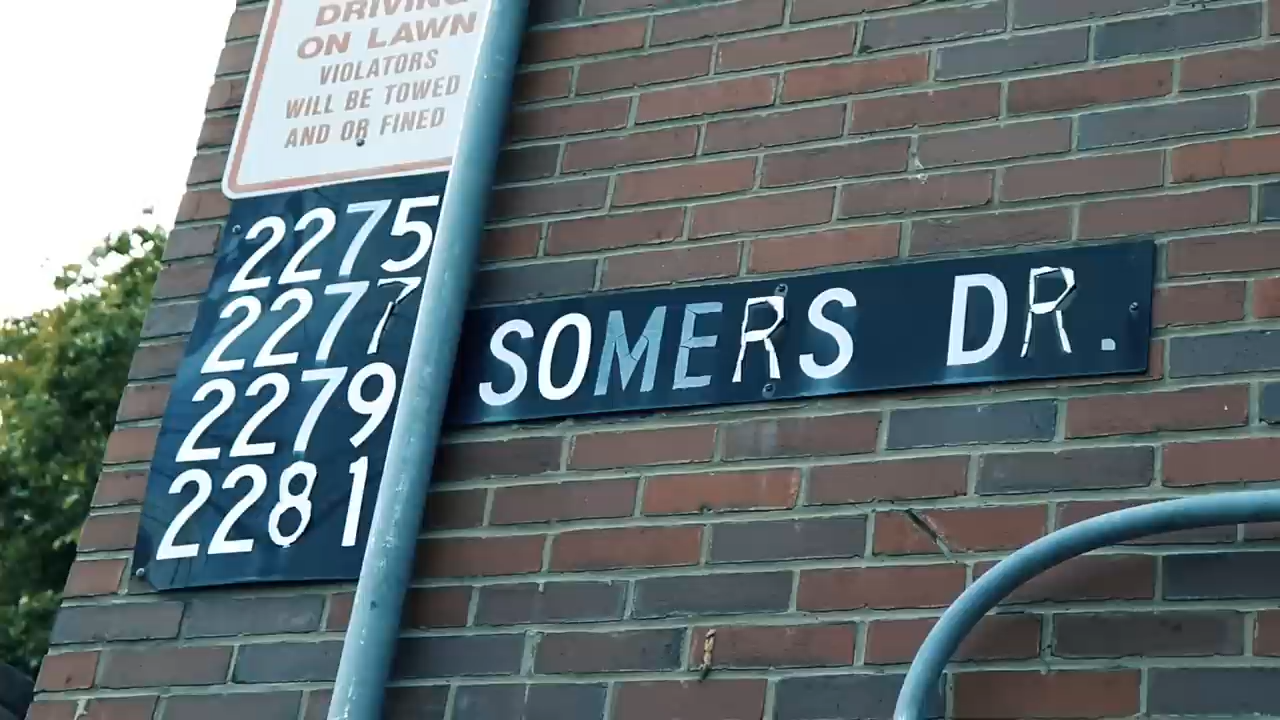 DRIVING
ON LAWN
VIOLATORS
WILL BE TOWED
AND OR FINED
2275
2277
2279
2281
SOMERS DR.